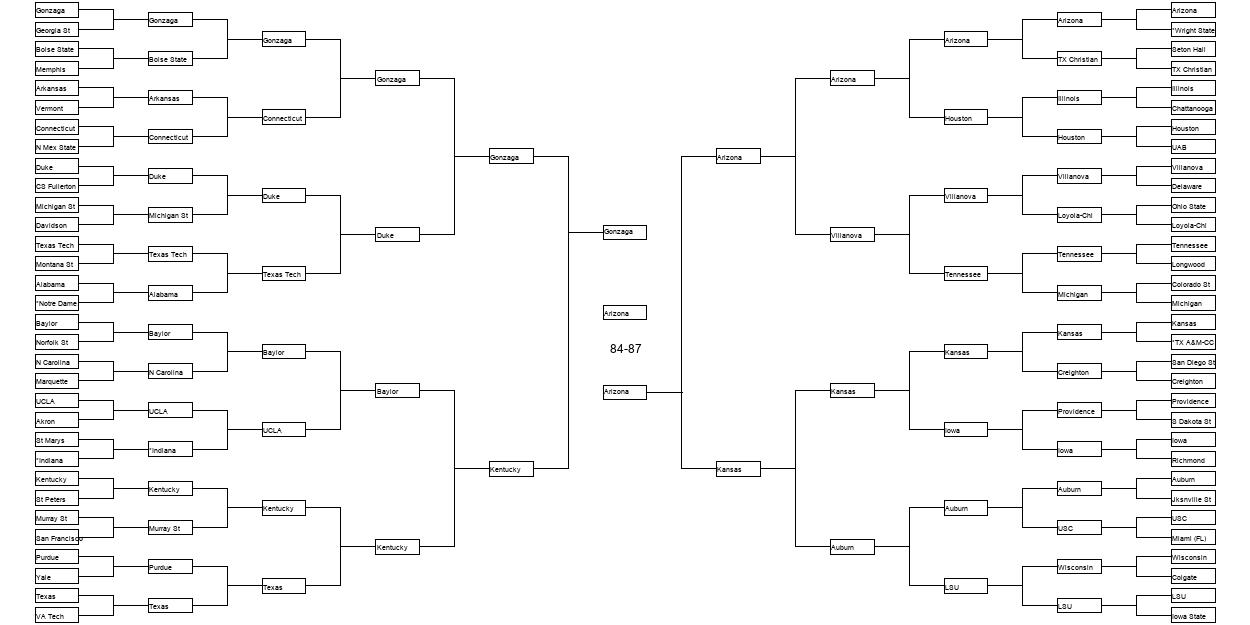 Gonzaga
Georgia St
Boise State
Memphis
Arkansas
Vermont
Connecticut
N Mex State
Duke
CS Fullerton
Michigan St
Davidson
Texas Tech
Montana St
Alabama
*Notre Dame
Baylor
Norfolk St
N Carolina
Marquette
UCLA
Akron
St Marys
*Indiana
Kentucky
St Peters
Murray St
San Francisco
Purdue
Yale
Texas
VA Tech
Gonzaga
Boise State
Arkansas
Connecticut
Duke
Michigan St
Texas Tech
Alabama
Baylor
N Carolina
UCLA
*Indiana
Kentucky
Murray St
Purdue
Texas
Gonzaga
Connecticut
Duke
Texas Tech
Baylor
UCLA
Kentucky
Texas
Gonzaga
Duke
Baylor
Kentucky
Gonzaga
Kentucky
Gonzaga
Arizona
84-87
Arizona
Arizona
Kansas
Arizona
Villanova
Kansas
Auburn
Arizona
Houston
Villanova
Tennessee
Kansas
Iowa
Auburn
LSU
Arizona
TX Christian
Illinois
Houston
Villanova
Loyola-Chi
Tennessee
Michigan
Kansas
Creighton
Providence
Iowa
Auburn
USC
Wisconsin
LSU
Arizona
*Wright State
Seton Hall
TX Christian
Illinois
Chattanooga
Houston
UAB
Villanova
Delaware
Ohio State
Loyola-Chi
Tennessee
Longwood
Colorado St
Michigan
Kansas
*TX A&M-CC
San Diego St
Creighton
Providence
S Dakota St
Iowa
Richmond
Auburn
Jksnville St
USC
Miami (FL)
Wisconsin
Colgate
LSU
Iowa State